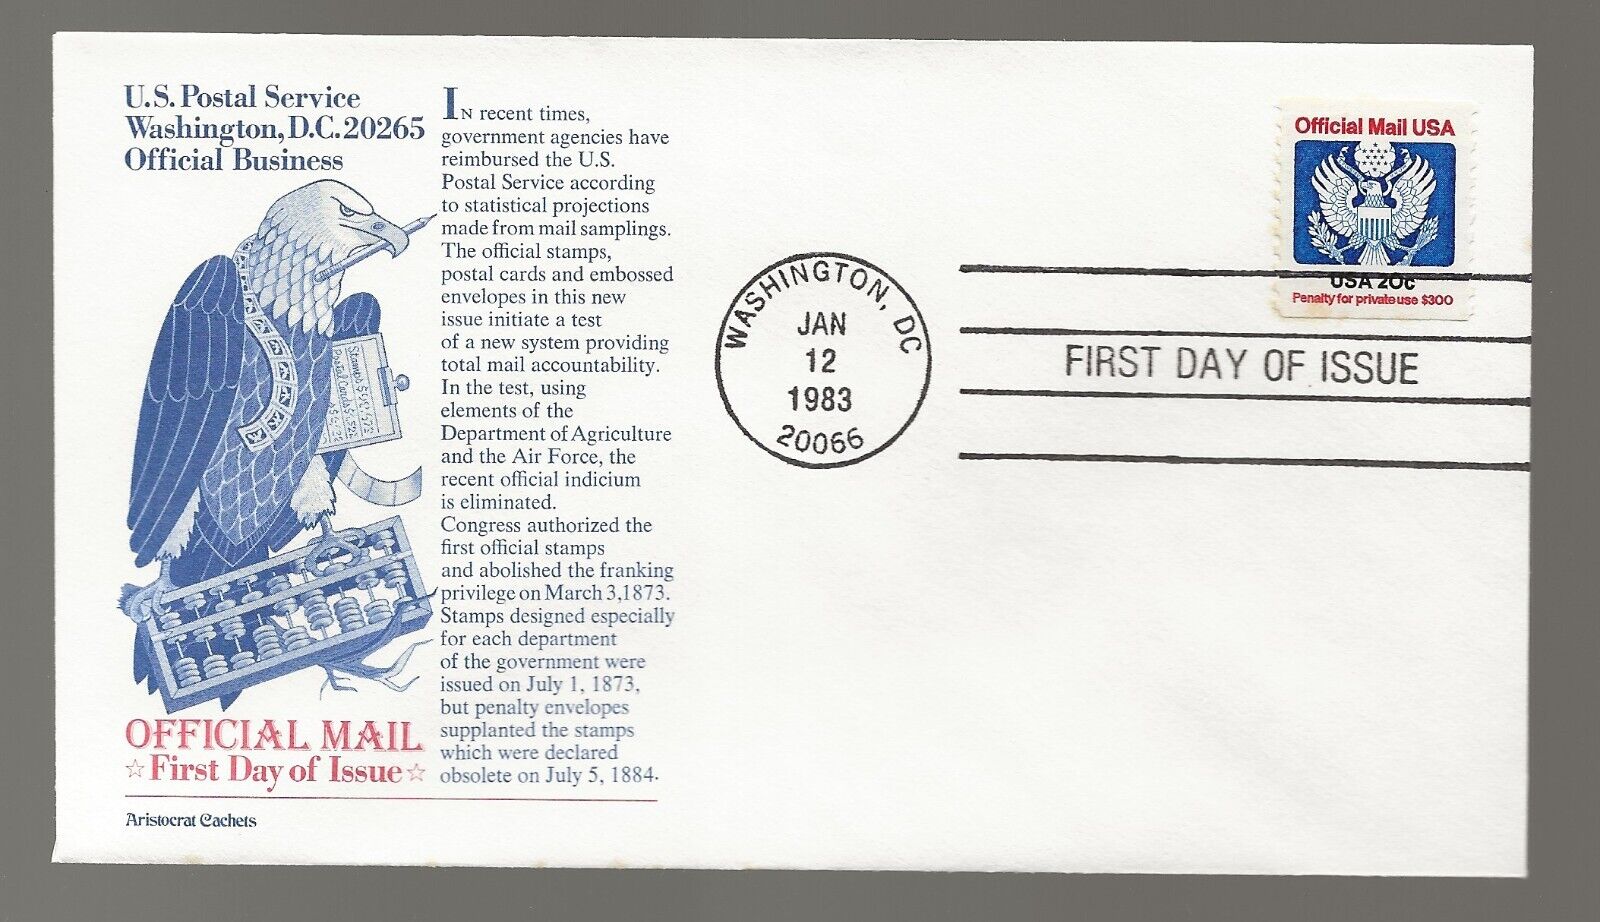 U.S. Postal Service
Washington, D.C. 20265
Official Business
IN recent times,
government agencies have
reimbursed the U.S.
Postal Service according
to statistical projections
made from mail samplings.
The official stamps,
postal cards and embossed
envelopes in this new
issue initiate a test
of a new system providing
total mail accountability.
In the test, using
elements of the
Department of Agriculture
and the Air Force, the
recent official indicium
is eliminated.
Congress authorized the
first official stamps
and abolished the franking
privilege on March 3,1873.
Stamps designed especially
for each department
of the government were
issued on July 1, 1873,
but penalty envelopes
supplanted the stamps
which were declared
obsolete on July 5, 1884.
Stamps
Postal Cards
OFFICIAL MAIL
☆ First Day of Issue ☆
Aristocrat Cachets
WASHINGTON, DC
JAN
12
1983
20066
Official Mail USA
USA 20c
Penalty for private use $300
FIRST DAY OF ISSUE